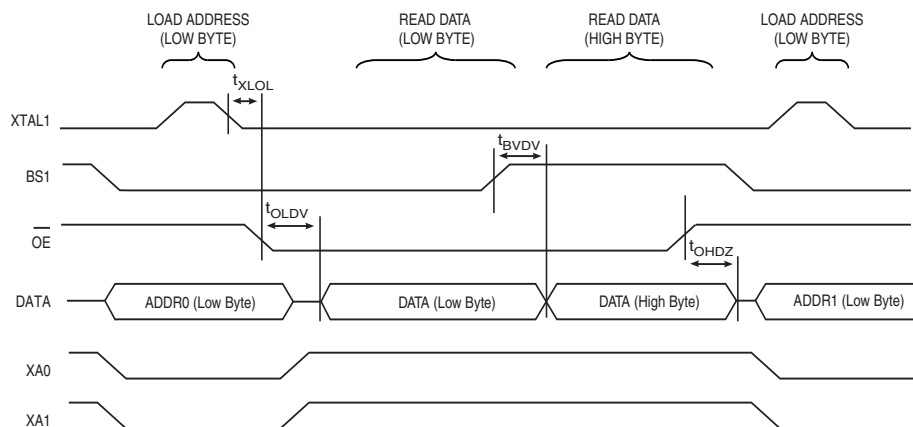 LOAD ADDRESS
(LOW BYTE)
READ DATA
(LOW BYTE)
READ DATA
(HIGH BYTE)
LOAD ADDRESS
(LOW BYTE)
tXLOL
XTAL1
tBVDV
BS1
tOLDV
OE
tOHDZ
DATA
ADDR0 (Low Byte)
DATA (Low Byte)
DATA (High Byte)
ADDR1 (Low Byte)
XA0
XA1